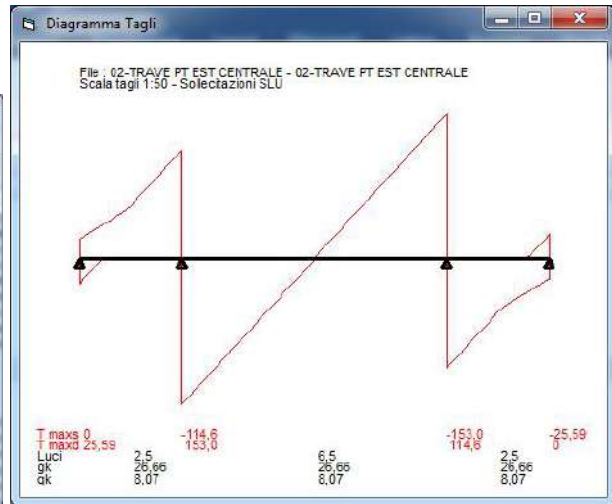 Diagramma Tagli
File : 02-TRAVE PT EST CENTRALE - 02-TRAVE PT EST CENTRALE
Scala tagli 1:50 - Sollecitazioni SLU
T maxs 0 -114,6 -153,0 -25,59
T maxd 25,59 153,0 114,6 0
Luci 2,5 6,5 2,5
gk 26,66 26,66 26,66
qk 8,07 8,07 8,07